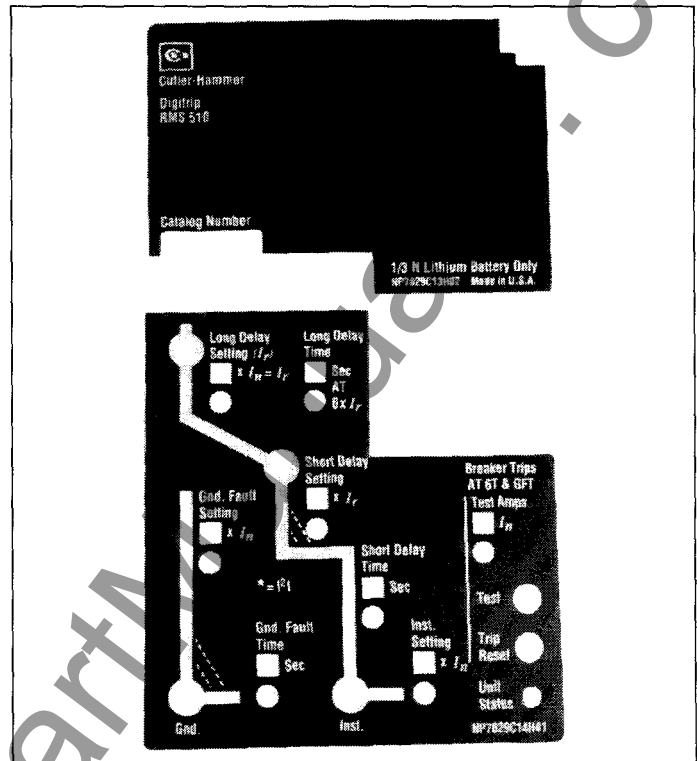 Cutler-Hammer
Digitrip
RMS 510
Catalog Number
1/3 N Lithium Battery Only
NP7829C13H02 Made in U.S.A.
Long Delay
Setting (Ir)
x In = Ir
Long Delay
Time
Sec
AT
6 x Ir
Short Delay
Setting
x Ir
Gnd. Fault
Setting
x In
* = I²t
Short Delay
Time
Sec
Gnd. Fault
Time
Sec
Inst.
Setting
x In
Breaker Trips
AT 6T & GFT
Test Amps
In
Test
Trip
Reset
Unit
Status
Gnd.
Inst.
NP7829C14H41